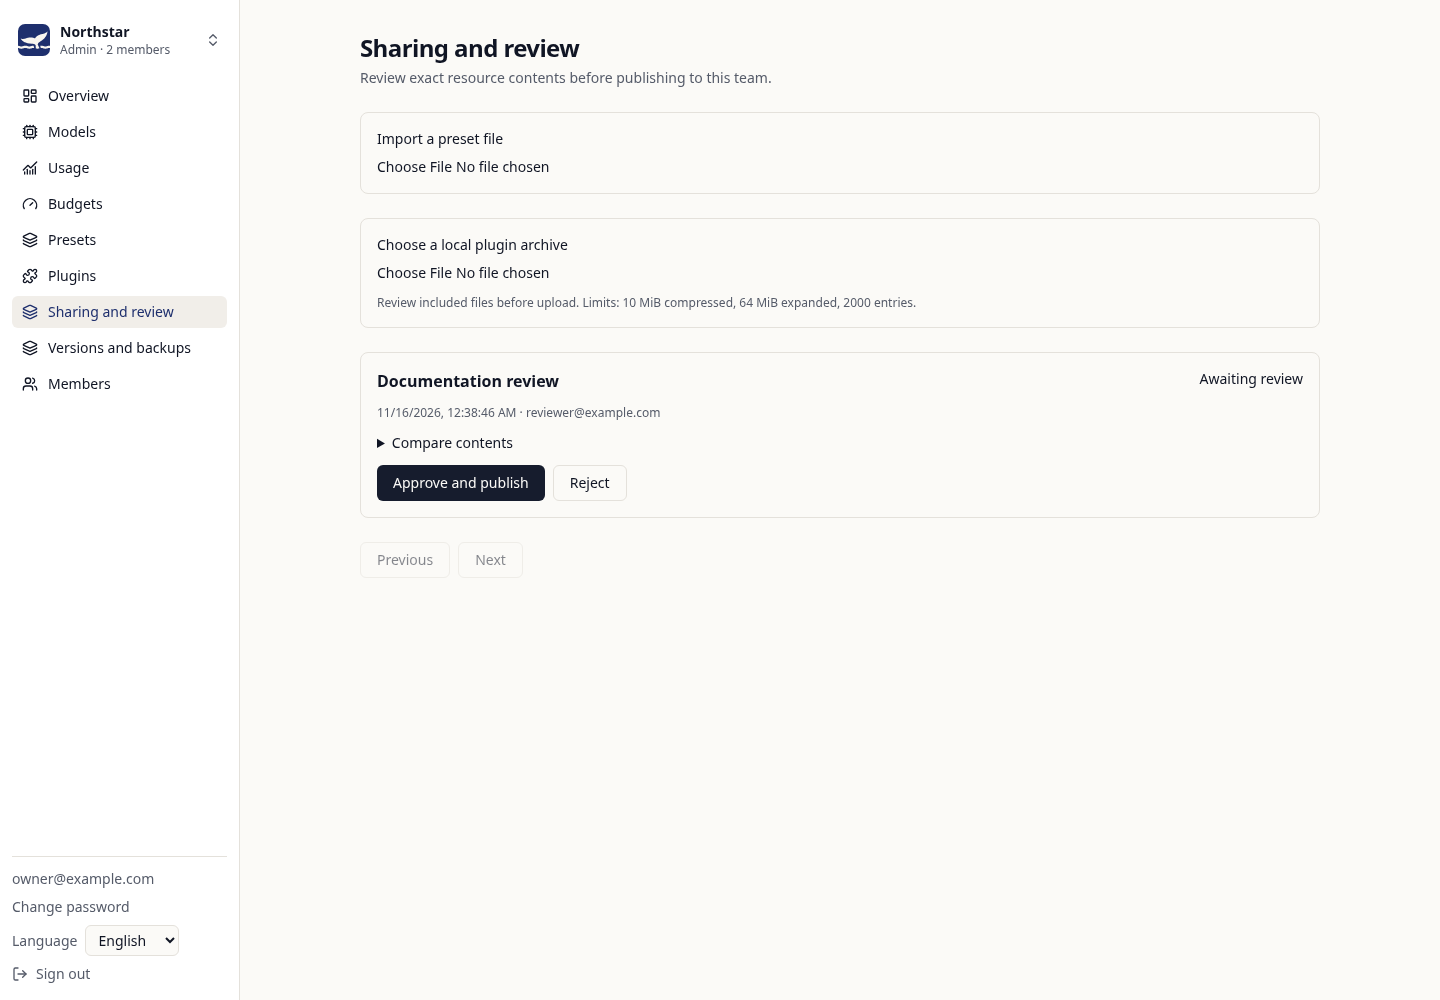 Northstar
Admin · 2 members
Overview
Models
Usage
Budgets
Presets
Plugins
Sharing and review
Versions and backups
Members
owner@example.com
Change password
Language English
Sign out
Sharing and review
Review exact resource contents before publishing to this team.
Import a preset file
Choose File No file chosen
Choose a local plugin archive
Choose File No file chosen
Review included files before upload. Limits: 10 MiB compressed, 64 MiB expanded, 2000 entries.
Documentation review
Awaiting review
11/16/2026, 12:38:46 AM · reviewer@example.com
Compare contents
Approve and publish Reject
Previous Next